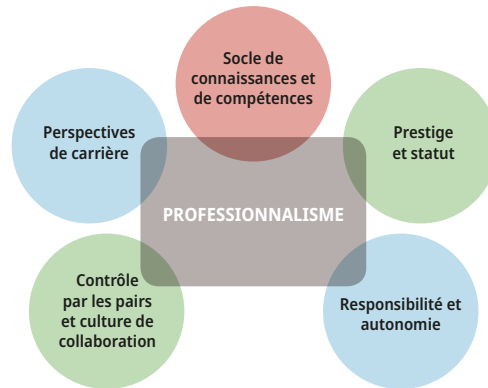 Socle de
connaissances et
de compétences
Perspectives
de carrière
Prestige
et statut
PROFESSIONNALISME
Contrôle
par les pairs
et culture de
collaboration
Responsibilité et
autonomie